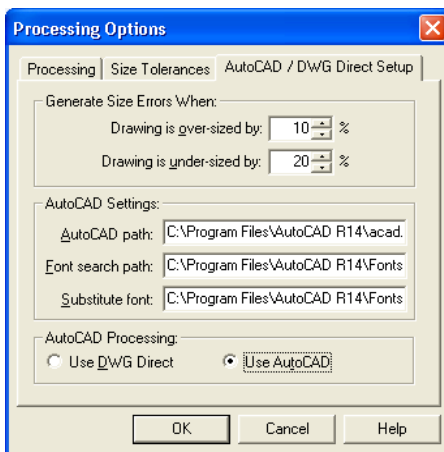 Processing Options
Processing Size Tolerances AutoCAD / DWG Direct Setup
Generate Size Errors When:
Drawing is over-sized by: 10 %
Drawing is under-sized by: 20 %
AutoCAD Settings:
AutoCAD path: C:\Program Files\AutoCAD R14\acad.
Font search path: C:\Program Files\AutoCAD R14\Fonts
Substitute font: C:\Program Files\AutoCAD R14\Fonts
AutoCAD Processing:
Use DWG Direct Use AutoCAD
OK Cancel Help